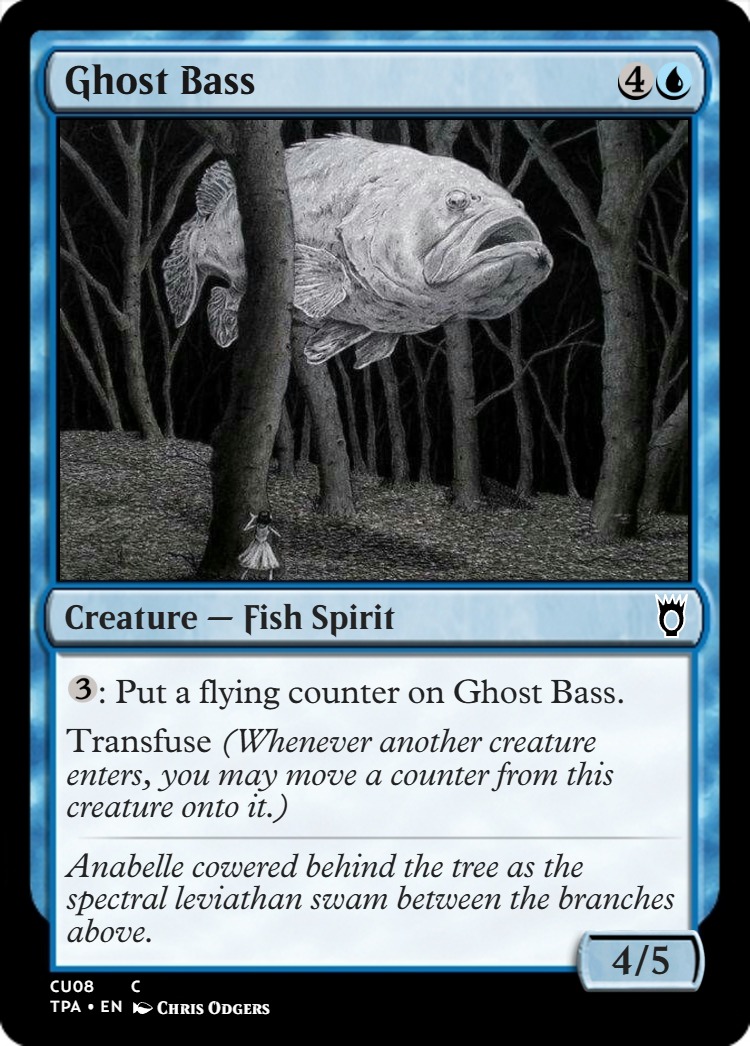 Ghost Bass 4
Creature — Fish Spirit
3: Put a flying counter on Ghost Bass.
Transfuse (Whenever another creature
enters, you may move a counter from this
creature onto it.)
Anabelle cowered behind the tree as the
spectral leviathan swam between the branches
above.
4/5
CU08 C
TPA • EN Chris Odgers